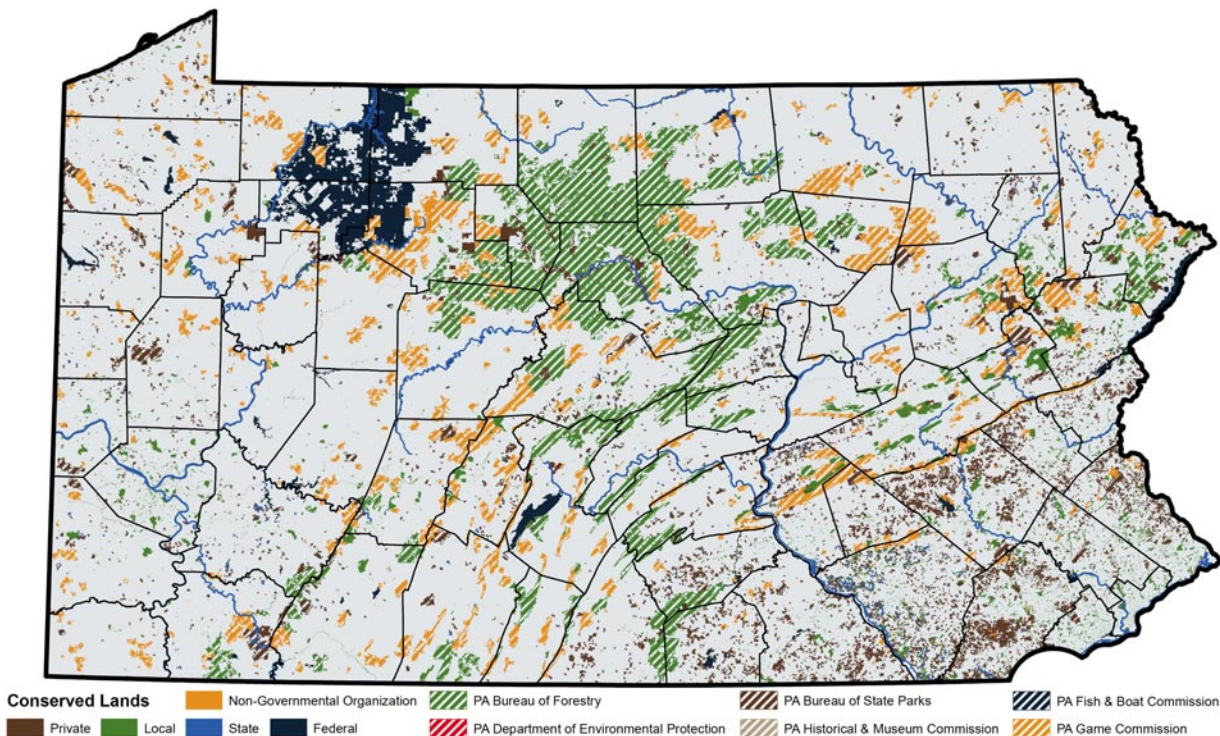 Conserved Lands
Non-Governmental Organization
PA Bureau of Forestry
PA Bureau of State Parks
PA Fish & Boat Commission
Private
Local
State
Federal
PA Department of Environmental Protection
PA Historical & Museum Commission
PA Game Commission